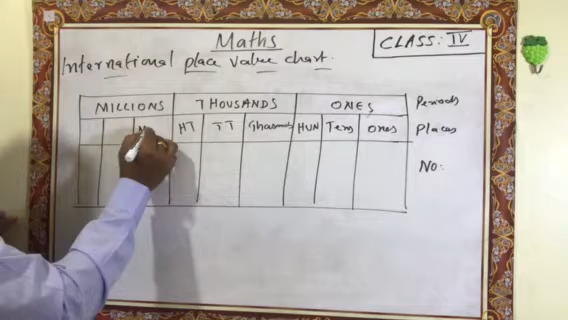 Maths
CLASS: IV
International place value chart.
MILLIONS THOUSANDS ONES Periods
HT TT Thousands HUN Tens Ones Places
No: